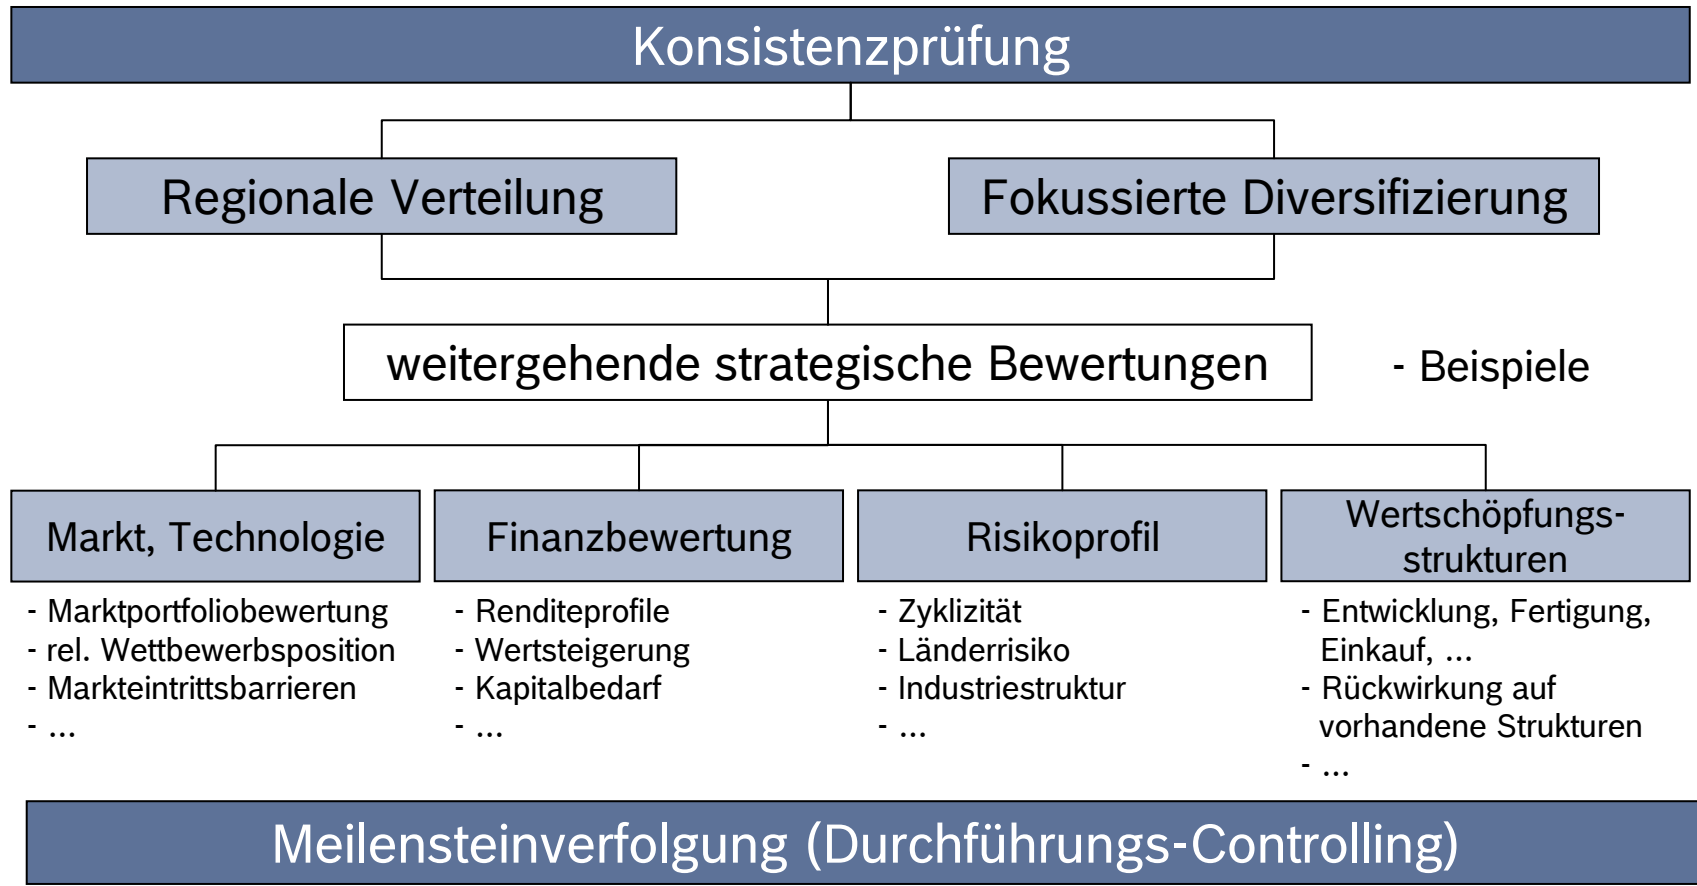 Konsistenzprüfung
Regionale Verteilung
Fokussierte Diversifizierung
weitergehende strategische Bewertungen
- Beispiele
Markt, Technologie
Finanzbewertung
Risikoprofil
Wertschöpfungs-
strukturen
- Marktportfoliobewertung
- rel. Wettbewerbsposition
- Markteintrittsbarrieren
- ...
- Renditeprofile
- Wertsteigerung
- Kapitalbedarf
- ...
- Zyklizität
- Länderrisiko
- Industriestruktur
- ...
- Entwicklung, Fertigung,
Einkauf, ...
- Rückwirkung auf
vorhandene Strukturen
- ...
Meilensteinverfolgung (Durchführungs-Controlling)